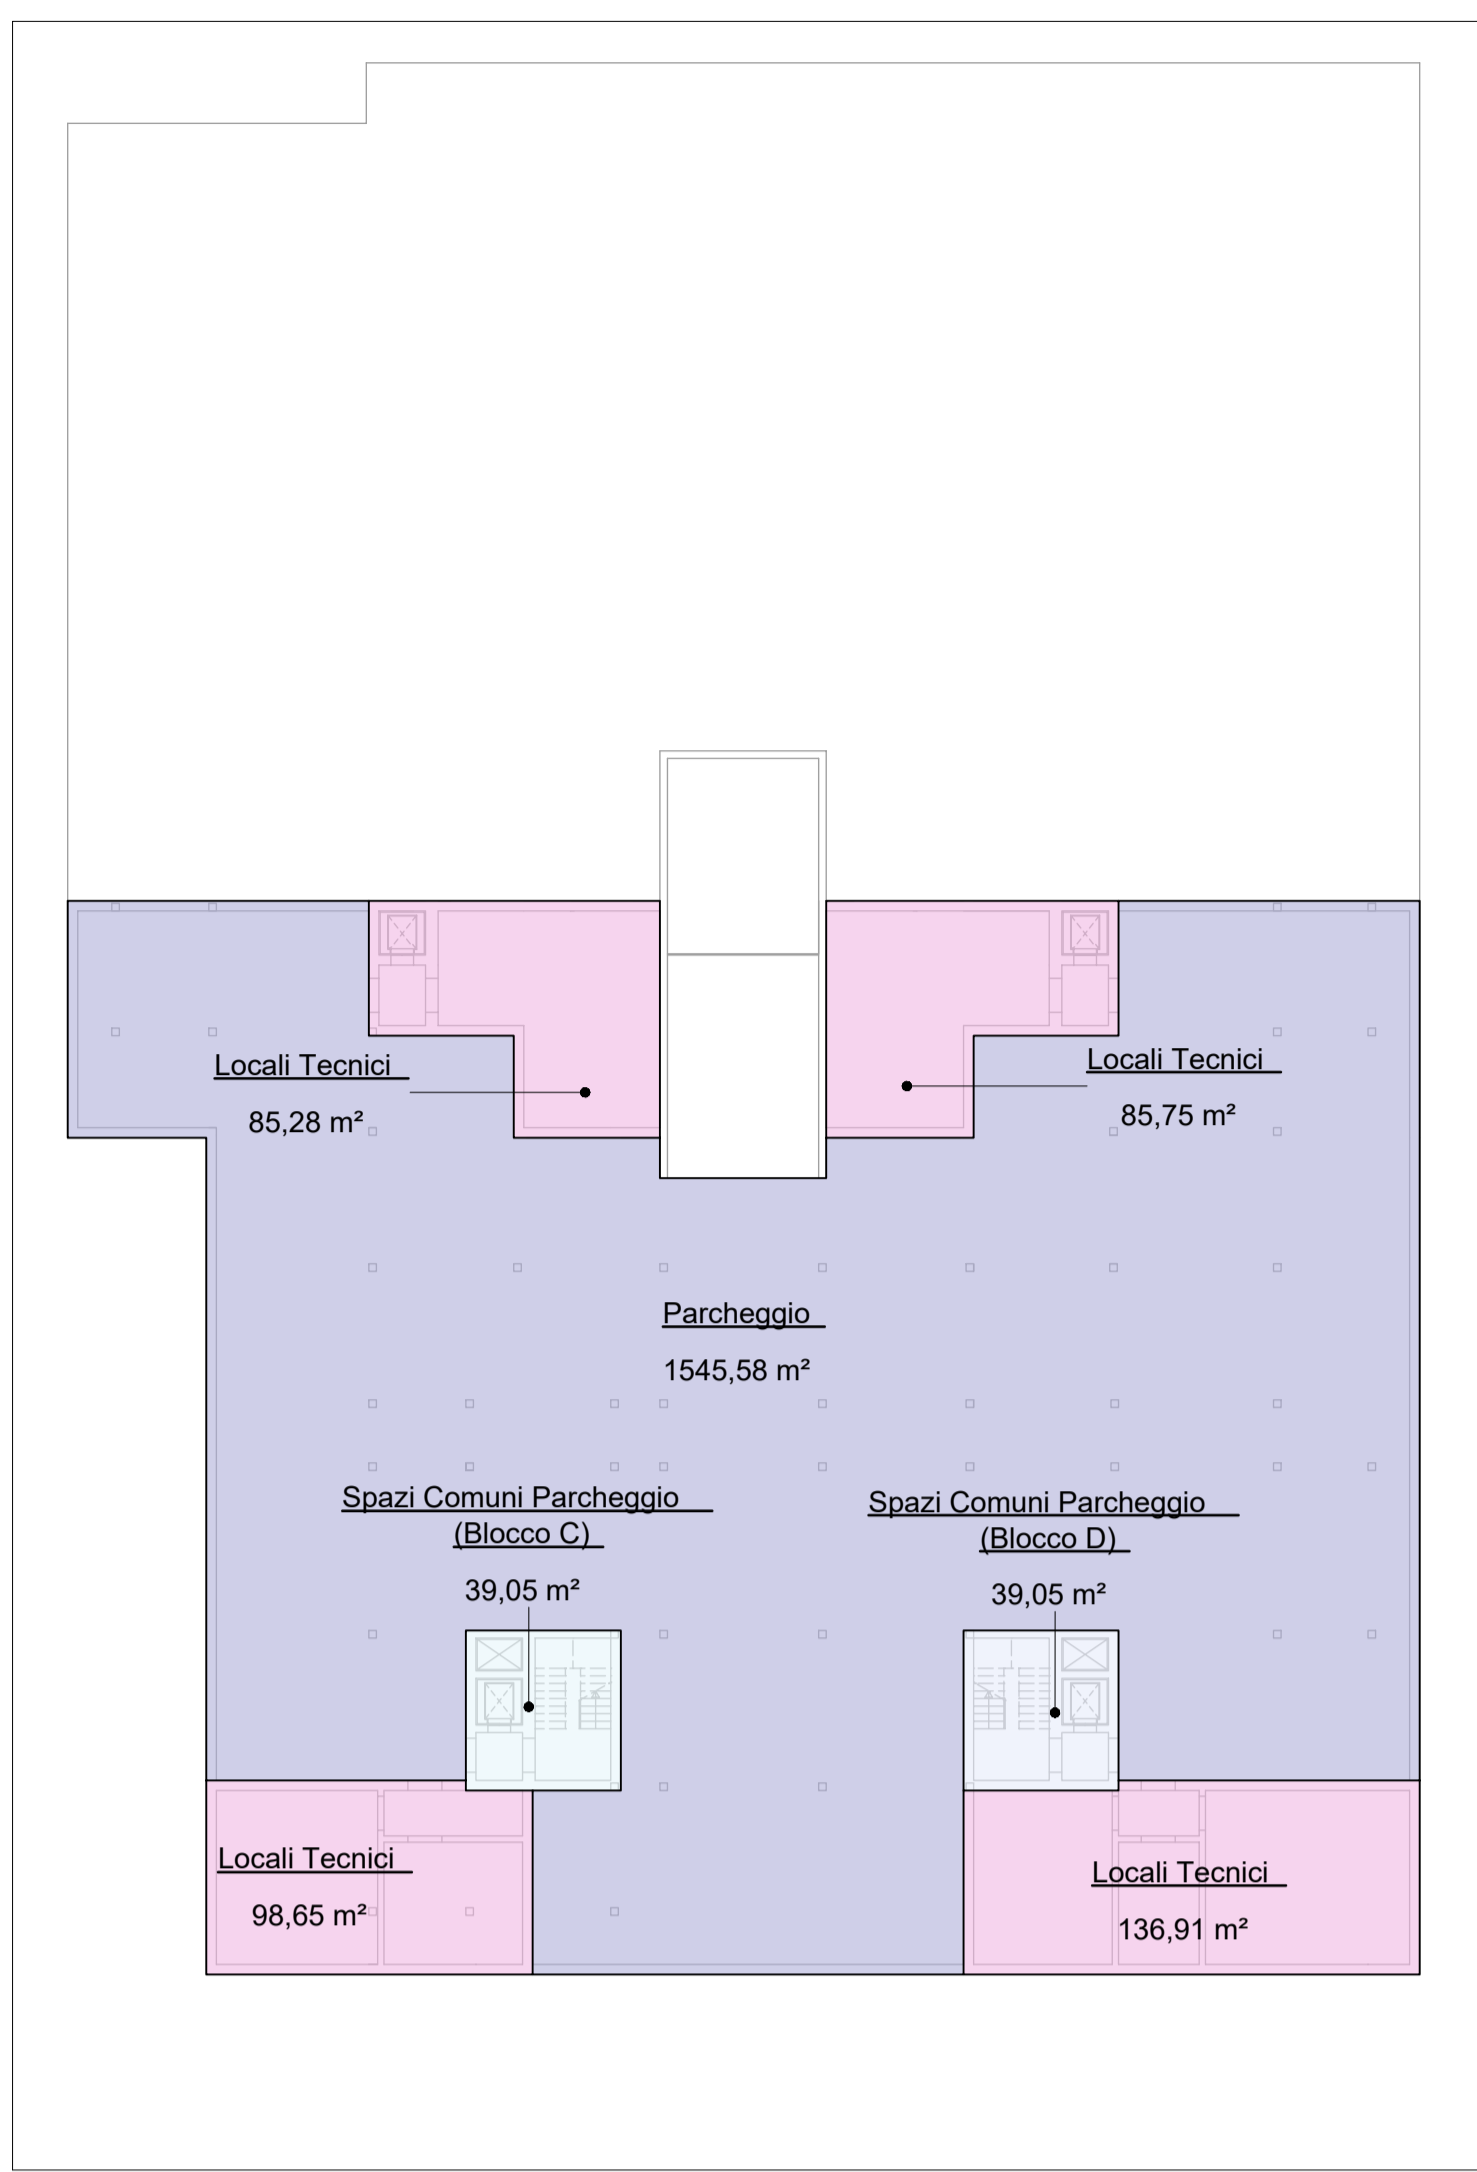 Locali Tecnici
85,28 m²
Locali Tecnici
85,75 m²
Parcheggio
1545,58 m²
Spazi Comuni Parcheggio
(Blocco C)
39,05 m²
Spazi Comuni Parcheggio
(Blocco D)
39,05 m²
Locali Tecnici
98,65 m²
Locali Tecnici
136,91 m²